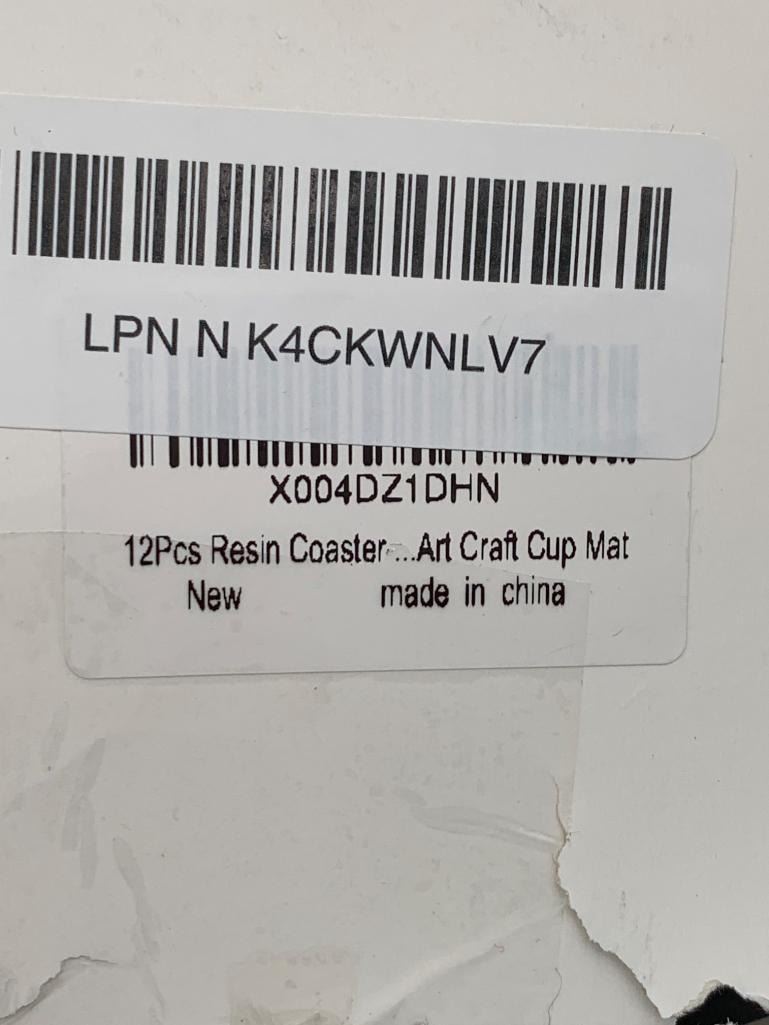 LPN N K4CKWNLV7
X004DZ1DHN
12Pcs Resin Coaster ...Art Craft Cup Mat
New made in china